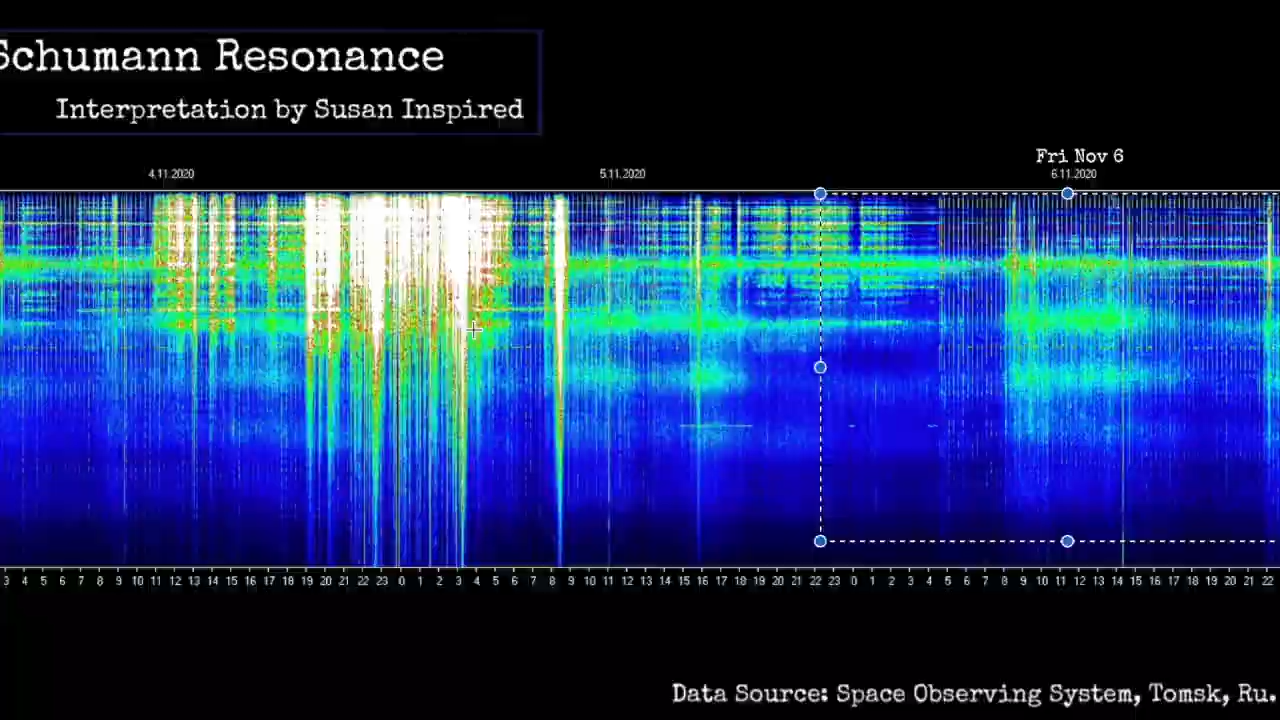 Schumann Resonance
Interpretation by Susan Inspired
Fri Nov 6
4.11.2020 5.11.2020 6.11.2020
3 4 5 6 7 8 9 10 11 12 13 14 15 16 17 18 19 20 21 22 23 0 1 2 3 4 5 6 7 8 9 10 11 12 13 14 15 16 17 18 19 20 21 22 23 0 1 2 3 4 5 6 7 8 9 10 11 12 13 14 15 16 17 18 19 20 21 22
Data Source: Space Observing System, Tomsk, Ru.